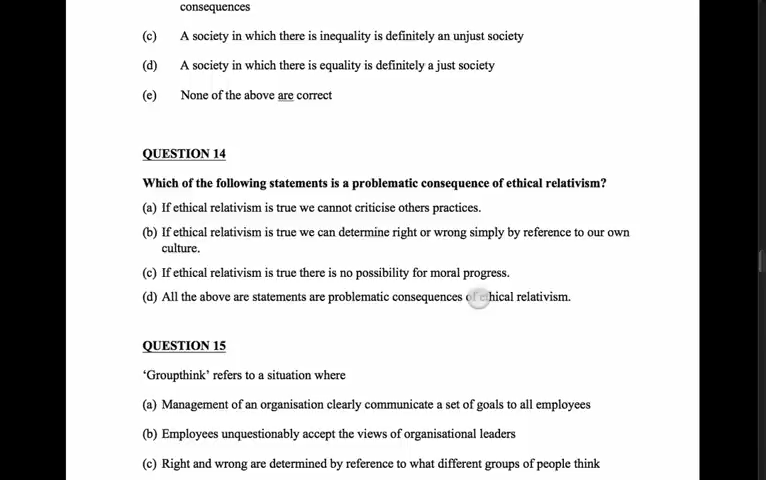 consequences
(c) A society in which there is inequality is definitely an unjust society
(d) A society in which there is equality is definitely a just society
(e) None of the above are correct
QUESTION 14
Which of the following statements is a problematic consequence of ethical relativism?
(a) If ethical relativism is true we cannot criticise others practices.
(b) If ethical relativism is true we can determine right or wrong simply by reference to our own
culture.
(c) If ethical relativism is true there is no possibility for moral progress.
(d) All the above are statements are problematic consequences of ethical relativism.
QUESTION 15
‘Groupthink’ refers to a situation where
(a) Management of an organisation clearly communicate a set of goals to all employees
(b) Employees unquestionably accept the views of organisational leaders
(c) Right and wrong are determined by reference to what different groups of people think